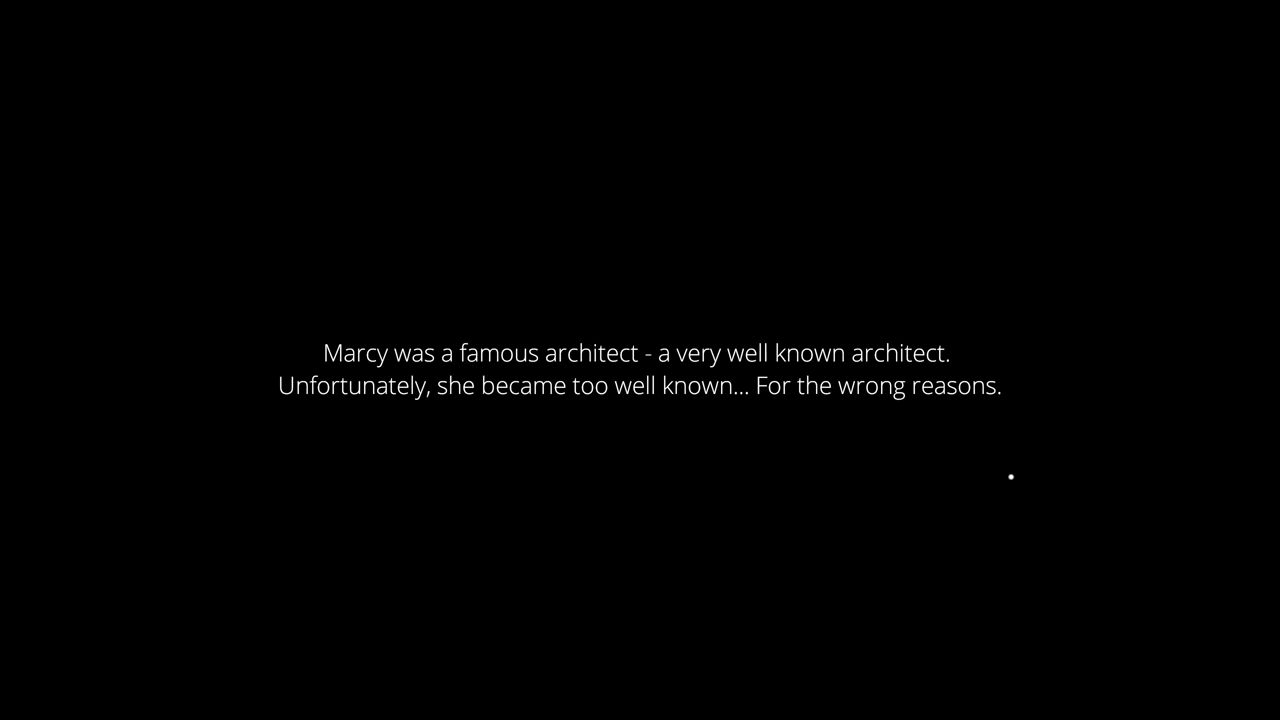 Marcy was a famous architect - a very well known architect.
Unfortunately, she became too well known... For the wrong reasons.